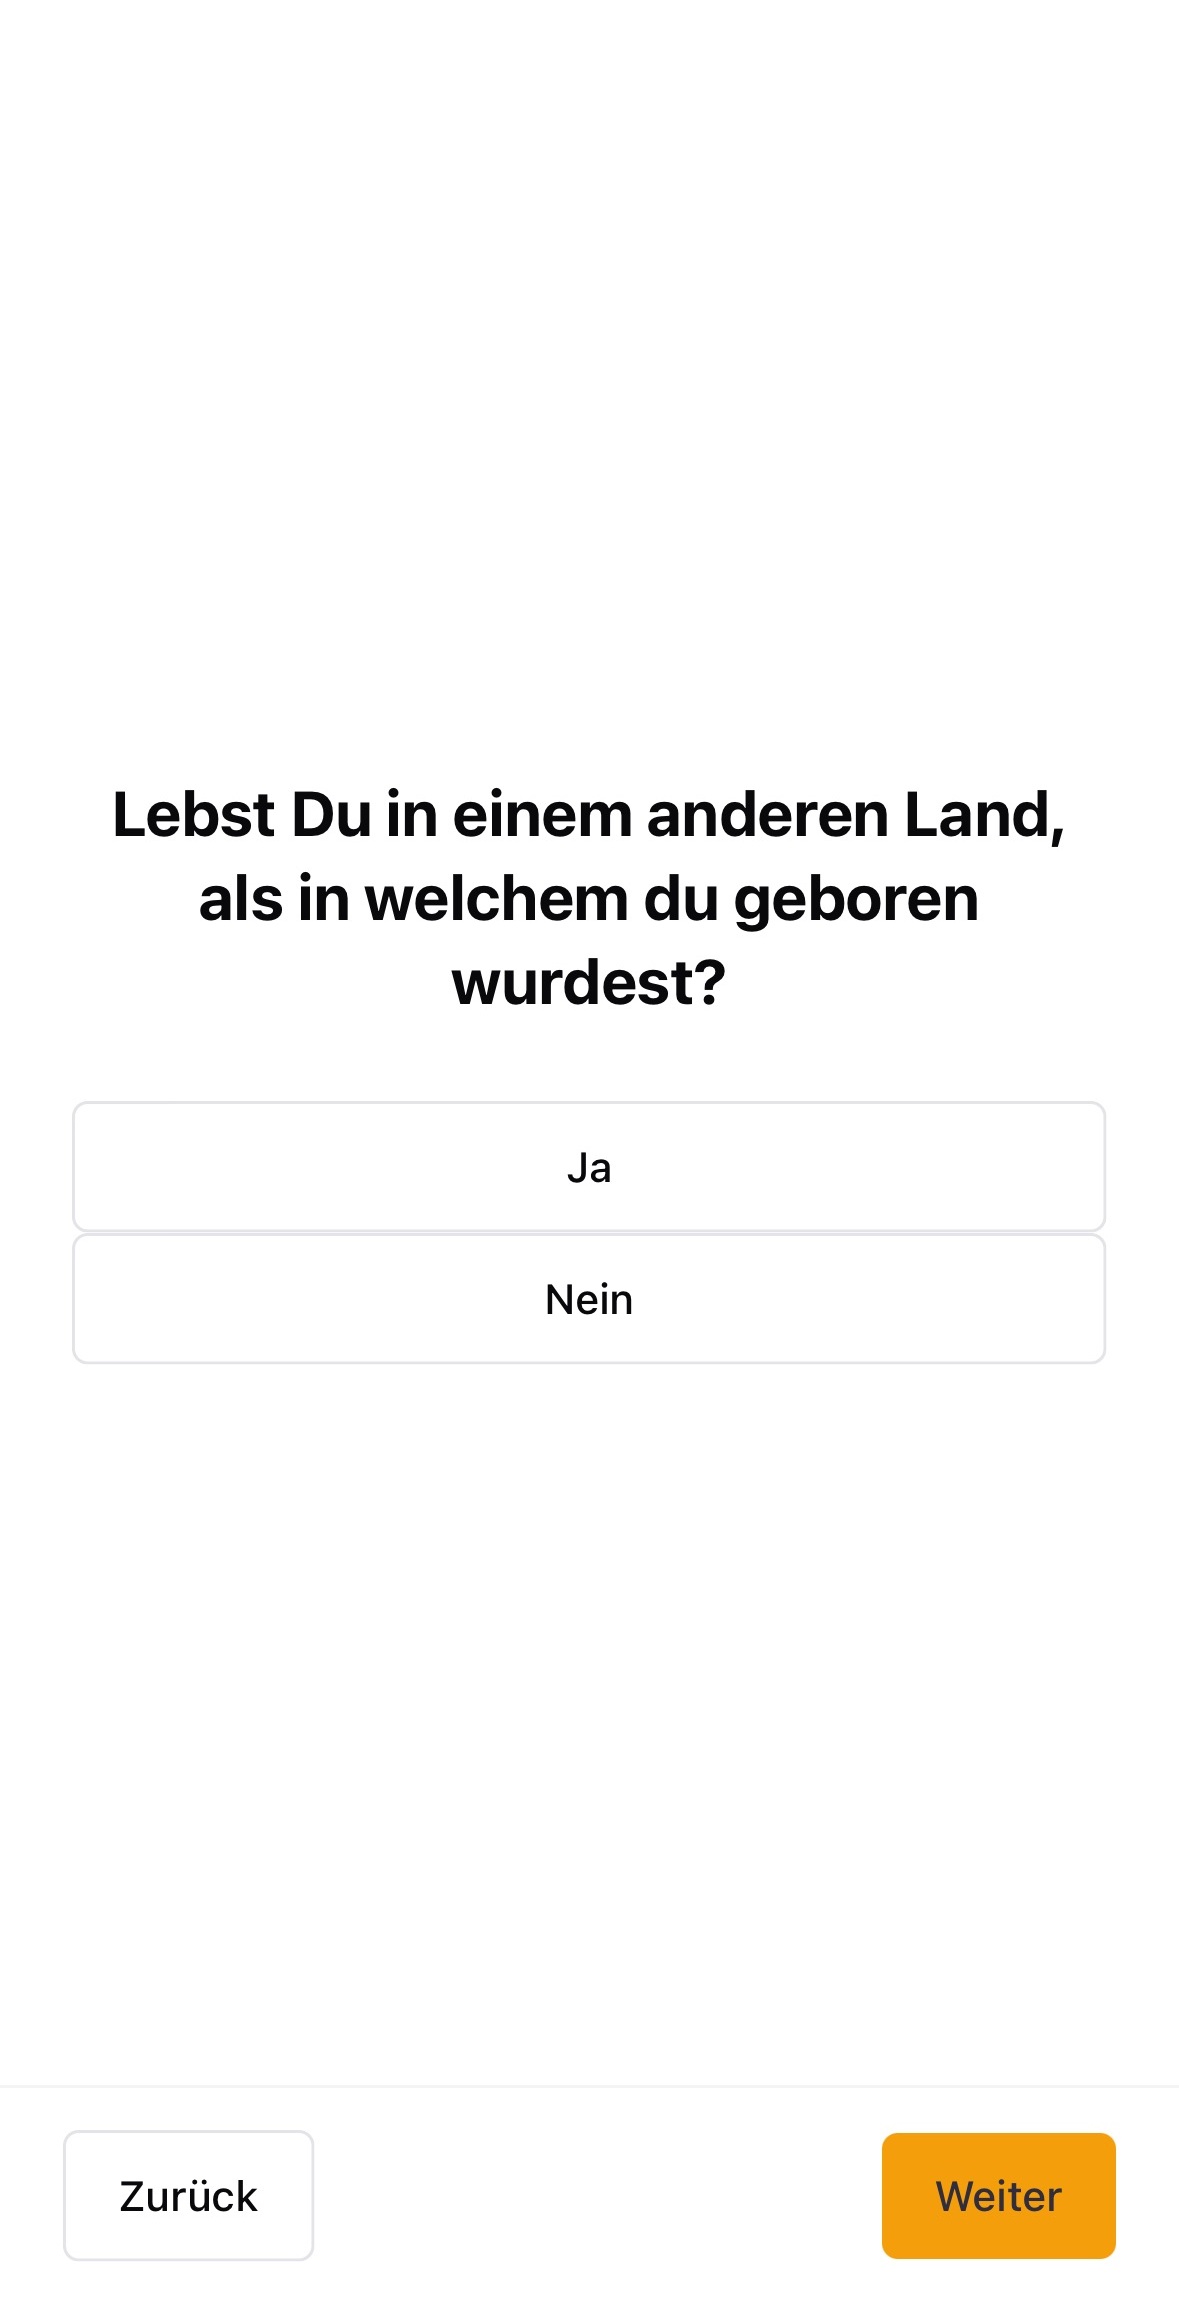 Lebst Du in einem anderen Land,
als in welchem du geboren
wurdest?
Ja
Nein
Zurück
Weiter